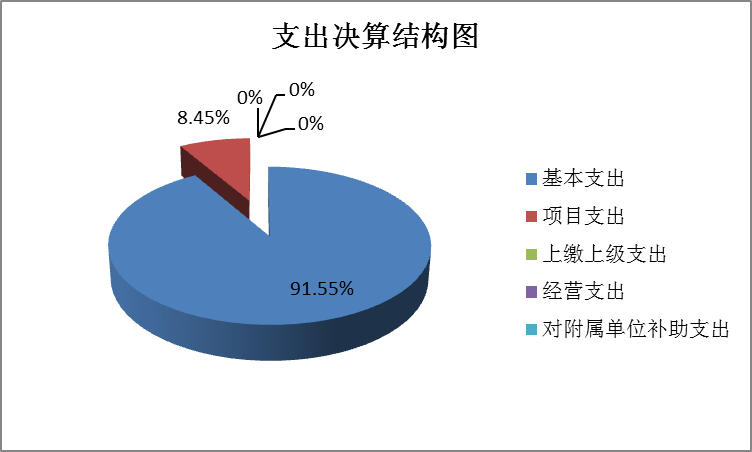 支出决算结构图
0%
0%
0%
8.45%
91.55%
基本支出
项目支出
上缴上级支出
经营支出
对附属单位补助支出